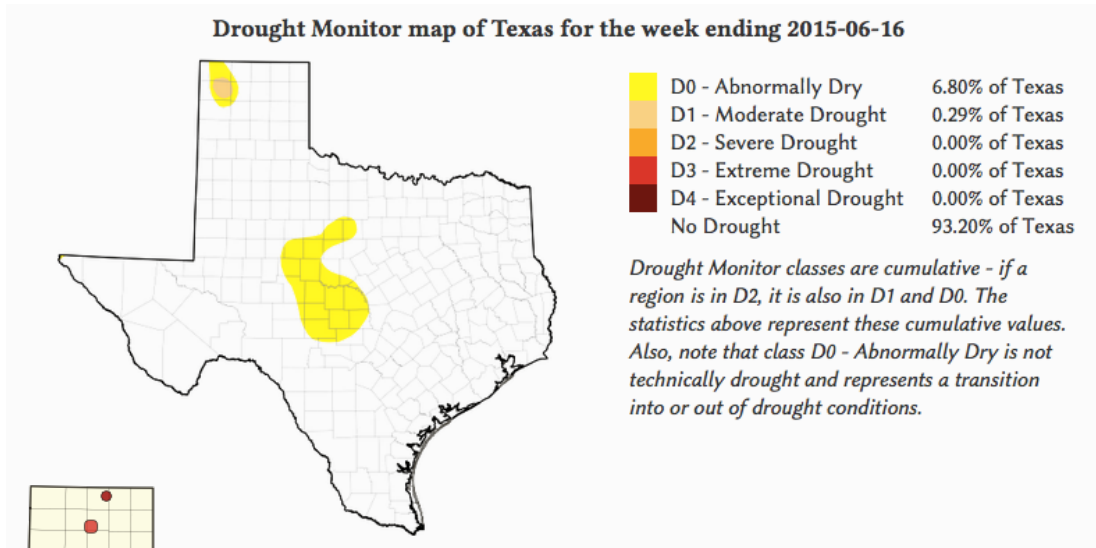 Drought Monitor map of Texas for the week ending 2015-06-16
D0 - Abnormally Dry 6.80% of Texas
D1 - Moderate Drought 0.29% of Texas
D2 - Severe Drought 0.00% of Texas
D3 - Extreme Drought 0.00% of Texas
D4 - Exceptional Drought 0.00% of Texas
No Drought 93.20% of Texas
Drought Monitor classes are cumulative - if a
region is in D2, it is also in D1 and D0. The
statistics above represent these cumulative values.
Also, note that class D0 - Abnormally Dry is not
technically drought and represents a transition
into or out of drought conditions.